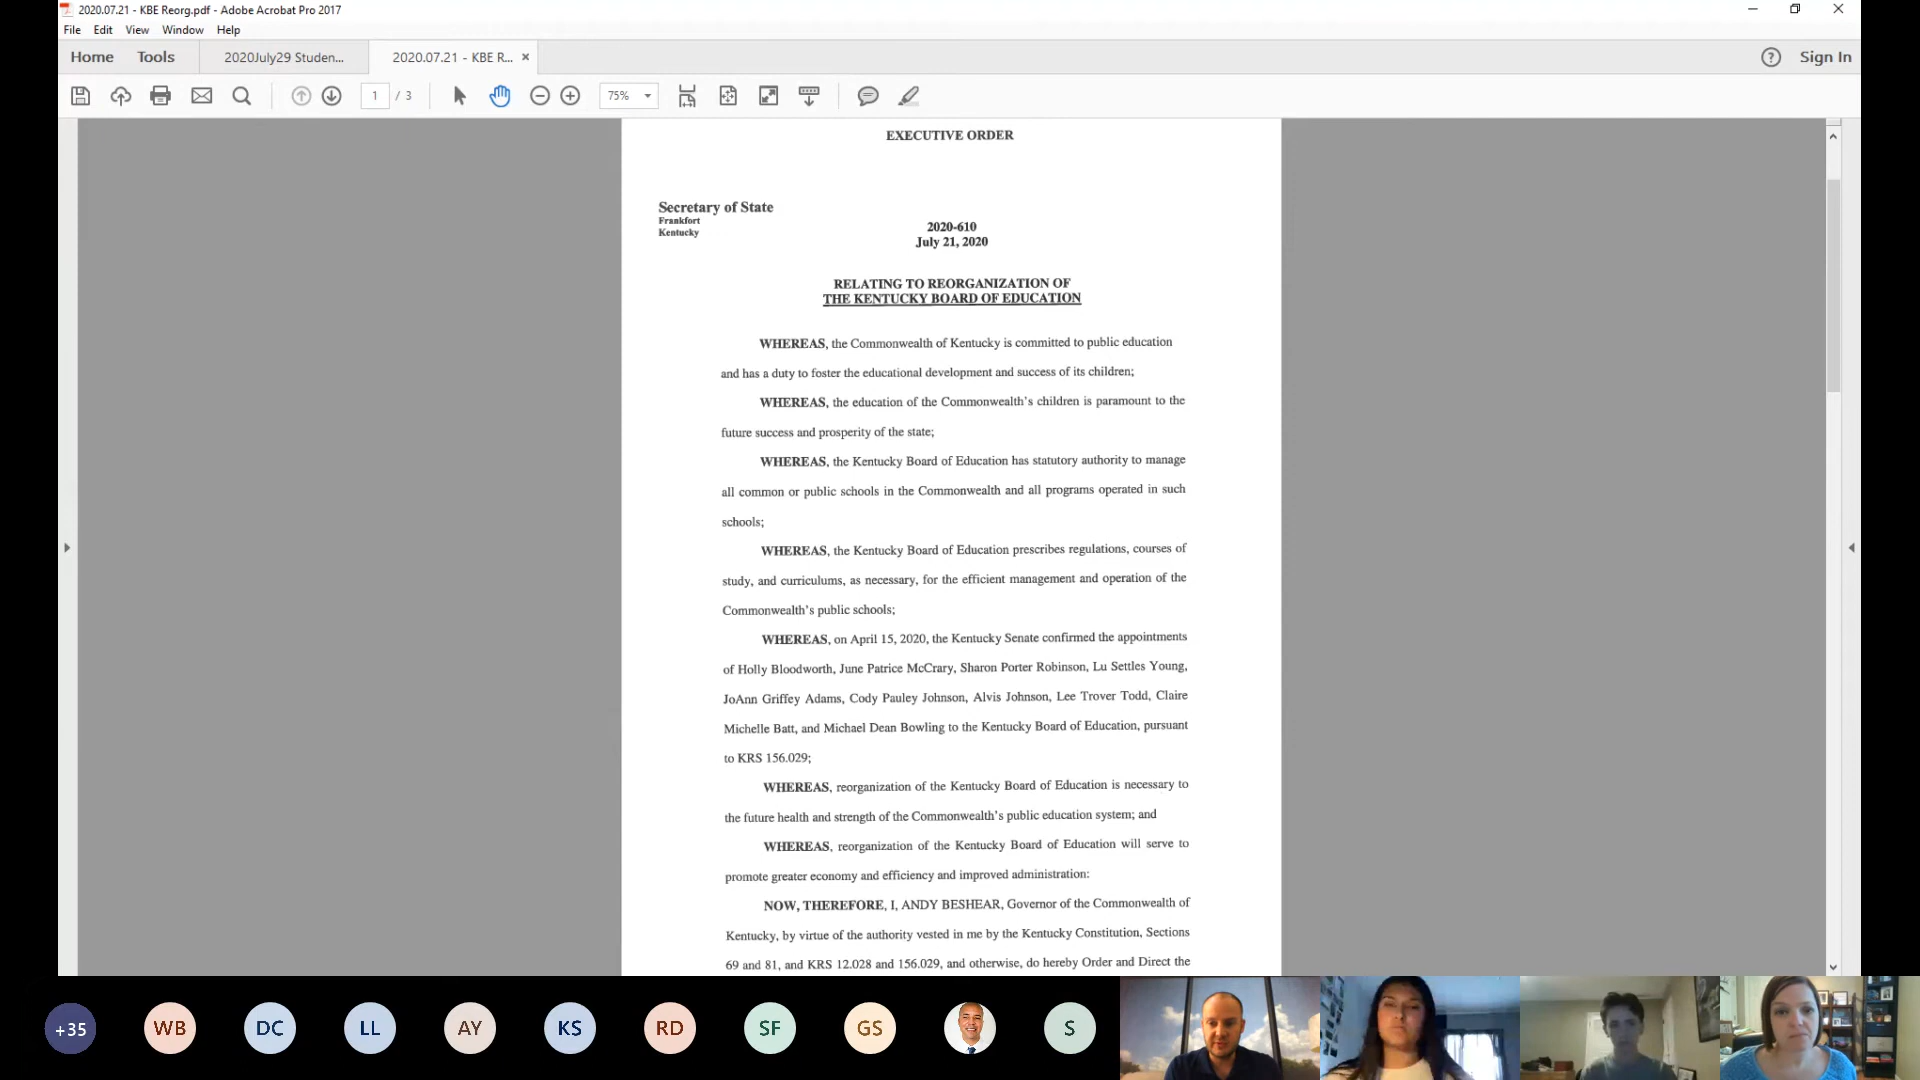 2020.07.21 - KBE Reorg.pdf - Adobe Acrobat Pro 2017
File Edit View Window Help
Home Tools 2020July29 Studen... 2020.07.21 - KBE R... × Sign In
1 / 3 75%
EXECUTIVE ORDER
Secretary of State
Frankfort
Kentucky
2020-610
July 21, 2020
RELATING TO REORGANIZATION OF
THE KENTUCKY BOARD OF EDUCATION
WHEREAS, the Commonwealth of Kentucky is committed to public education
and has a duty to foster the educational development and success of its children;
WHEREAS, the education of the Commonwealth's children is paramount to the
future success and prosperity of the state;
WHEREAS, the Kentucky Board of Education has statutory authority to manage
all common or public schools in the Commonwealth and all programs operated in such
schools;
WHEREAS, the Kentucky Board of Education prescribes regulations, courses of
study, and curriculums, as necessary, for the efficient management and operation of the
Commonwealth's public schools;
WHEREAS, on April 15, 2020, the Kentucky Senate confirmed the appointments
of Holly Bloodworth, June Patrice McCrary, Sharon Porter Robinson, Lu Settles Young,
JoAnn Griffey Adams, Cody Pauley Johnson, Alvis Johnson, Lee Trover Todd, Claire
Michelle Batt, and Michael Dean Bowling to the Kentucky Board of Education, pursuant
to KRS 156.029;
WHEREAS, reorganization of the Kentucky Board of Education is necessary to
the future health and strength of the Commonwealth's public education system; and
WHEREAS, reorganization of the Kentucky Board of Education will serve to
promote greater economy and efficiency and improved administration:
NOW, THEREFORE, I, ANDY BESHEAR, Governor of the Commonwealth of
Kentucky, by virtue of the authority vested in me by the Kentucky Constitution, Sections
69 and 81, and KRS 12.028 and 156.029, and otherwise, do hereby Order and Direct the
+35 WB DC LL AY KS RD SF GS S